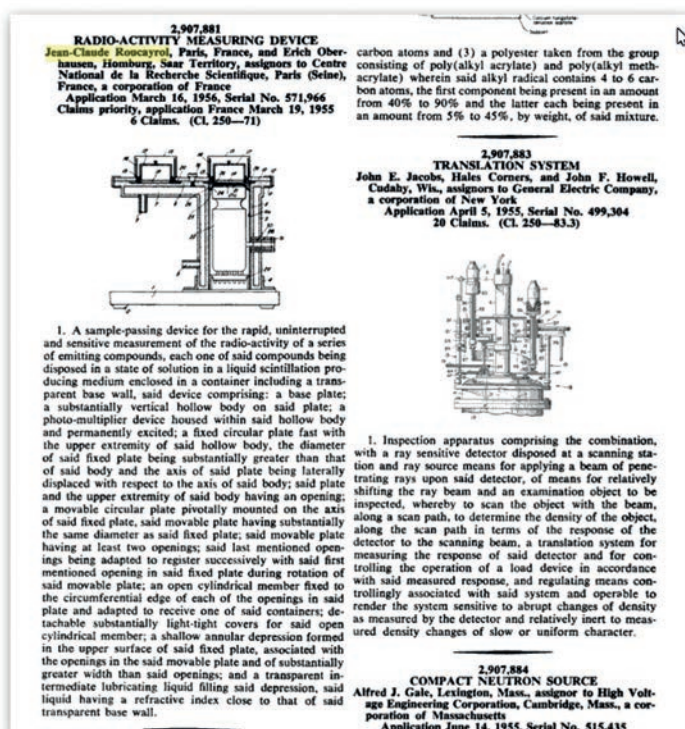 2,907,881
RADIO-ACTIVITY MEASURING DEVICE
Jean-Claude Roucayrol, Paris, France, and Erich Ober-
hausen, Homburg, Saar Territory, assignors to Centre
National de la Recherche Scientifique, Paris (Seine),
France, a corporation of France
Application March 16, 1956, Serial No. 571,966
Claims priority, application France March 19, 1955
6 Claims. (Cl. 250—71)
1. A sample-passing device for the rapid, uninterrupted
and sensitive measurement of the radio-activity of a series
of emitting compounds, each one of said compounds being
disposed in a state of solution in a liquid scintillation pro-
ducing medium enclosed in a container including a trans-
parent base wall, said device comprising: a base plate;
a substantially vertical hollow body on said plate; a
photo-multiplier device housed within said hollow body
and permanently excited; a fixed circular plate fast with
the upper extremity of said hollow body, the diameter
of said fixed plate being substantially greater than that
of said body and the axis of said plate being laterally
displaced with respect to the axis of said body; said plate
and the upper extremity of said body having an opening;
a movable circular plate pivotally mounted on the axis
of said fixed plate, said movable plate having substantially
the same diameter as said fixed plate; said movable plate
having at least two openings; said last mentioned open-
ings being adapted to register successively with said first
mentioned opening in said fixed plate during rotation of
said movable plate; an open cylindrical member fixed to
the circumferential edge of each of the openings in said
plate and adapted to receive one of said containers; de-
tachable substantially light-tight covers for said open
cylindrical member; a shallow annular depression formed
in the upper surface of said fixed plate, associated with
the openings in the said movable plate and of substantially
greater width than said openings; and a transparent in-
termediate lubricating liquid filling said depression, said
liquid having a refractive index close to that of said
transparent base wall.
carbon atoms and (3) a polyester taken from the group
consisting of poly(alkyl acrylate) and poly(alkyl meth-
acrylate) wherein said alkyl radical contains 4 to 6 car-
bon atoms, the first component being present in an amount
from 40% to 90% and the latter each being present in
an amount from 5% to 45%, by weight, of said mixture.
2,907,883
TRANSLATION SYSTEM
John E. Jacobs, Hales Corners, and John F. Howell,
Cudahy, Wis., assignors to General Electric Company,
a corporation of New York
Application April 5, 1955, Serial No. 499,304
20 Claims. (Cl. 250—83.3)
1. Inspection apparatus comprising the combination,
with a ray sensitive detector disposed at a scanning sta-
tion and ray source means for applying a beam of pene-
trating rays upon said detector, of means for relatively
shifting the ray beam and an examination object to be
inspected, whereby to scan the object with the beam,
along a scan path, to determine the density of the object,
along the scan path in terms of the response of the
detector to the scanning beam, a translation system for
measuring the response of said detector and for con-
trolling the operation of a load device in accordance
with said measured response, and regulating means con-
trollingly associated with said system and operable to
render the system sensitive to abrupt changes of density
as measured by the detector and relatively inert to meas-
ured density changes of slow or uniform character.
2,907,884
COMPACT NEUTRON SOURCE
Alfred J. Gale, Lexington, Mass., assignor to High Volt-
age Engineering Corporation, Cambridge, Mass., a cor-
poration of Massachusetts
Application June 14, 1955, Serial No. 515,435